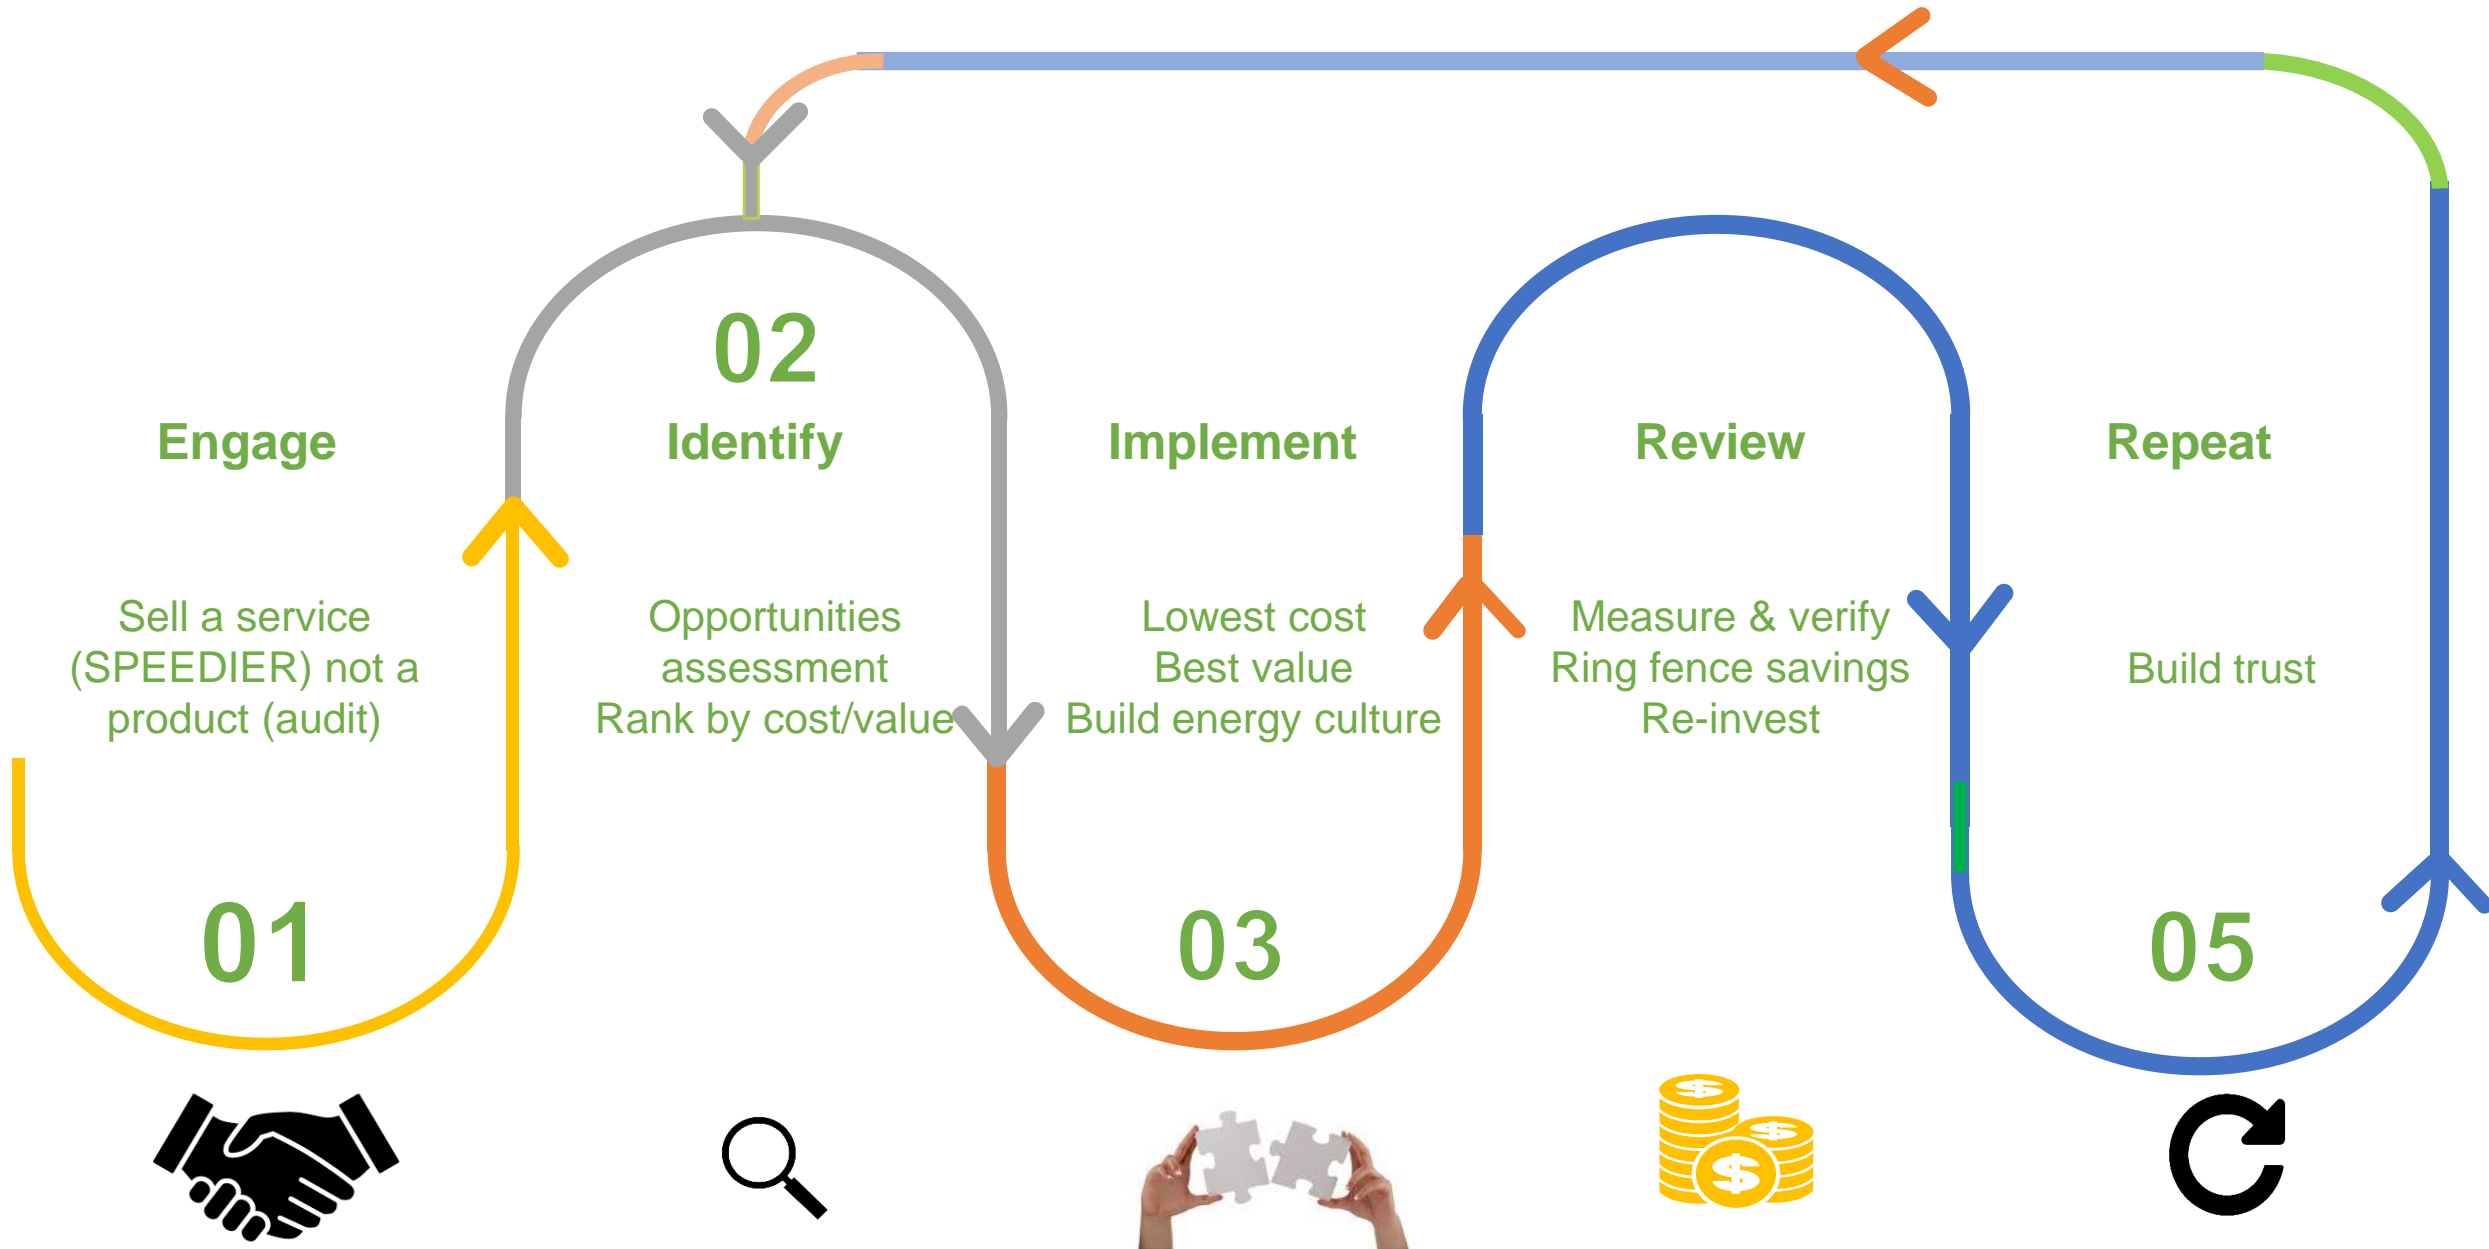 02
Engage
Identify
Implement
Review
Repeat
Sell a service
(SPEEDIER) not a
product (audit)
Opportunities
assessment
Rank by cost/value
Lowest cost
Best value
Build energy culture
Measure & verify
Ring fence savings
Re-invest
Build trust
01
03
05